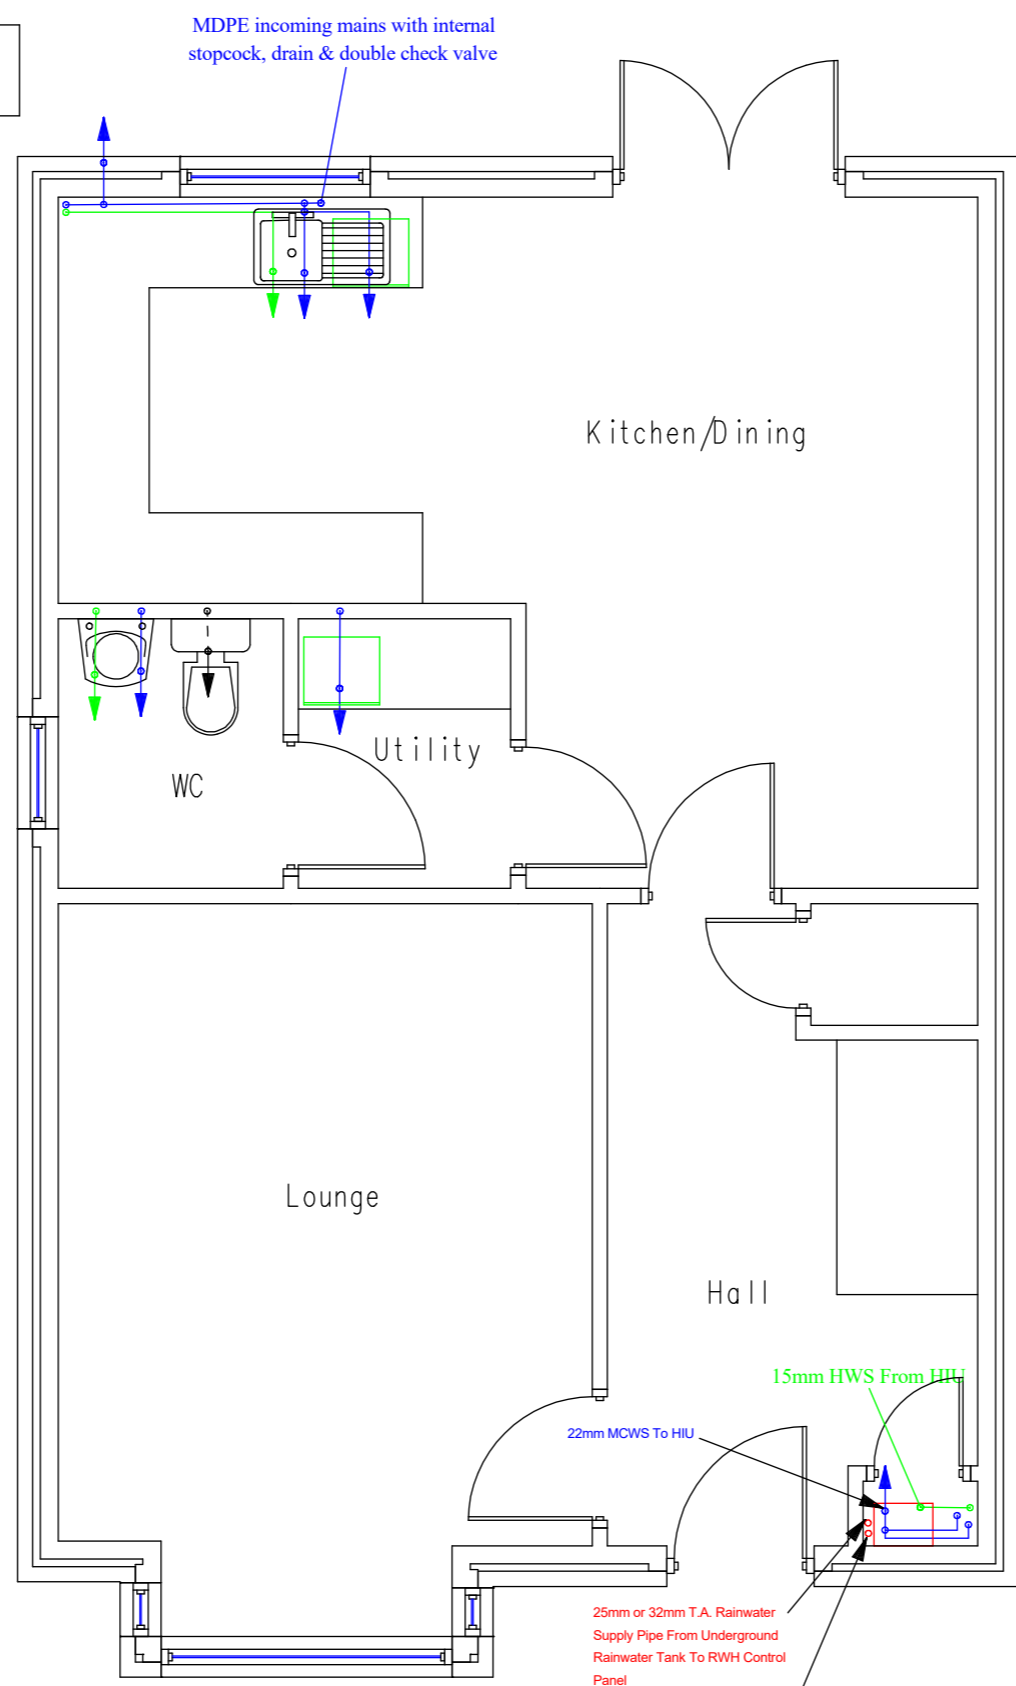 MDPE incoming mains with internal
stopcock, drain & double check valve
Kitchen/Dining
Utility
WC
Lounge
Hall
15mm HWS From HIU
22mm MCWS To HIU
25mm or 32mm T.A. Rainwater
Supply Pipe From Underground
Rainwater Tank To RWH Control
Panel